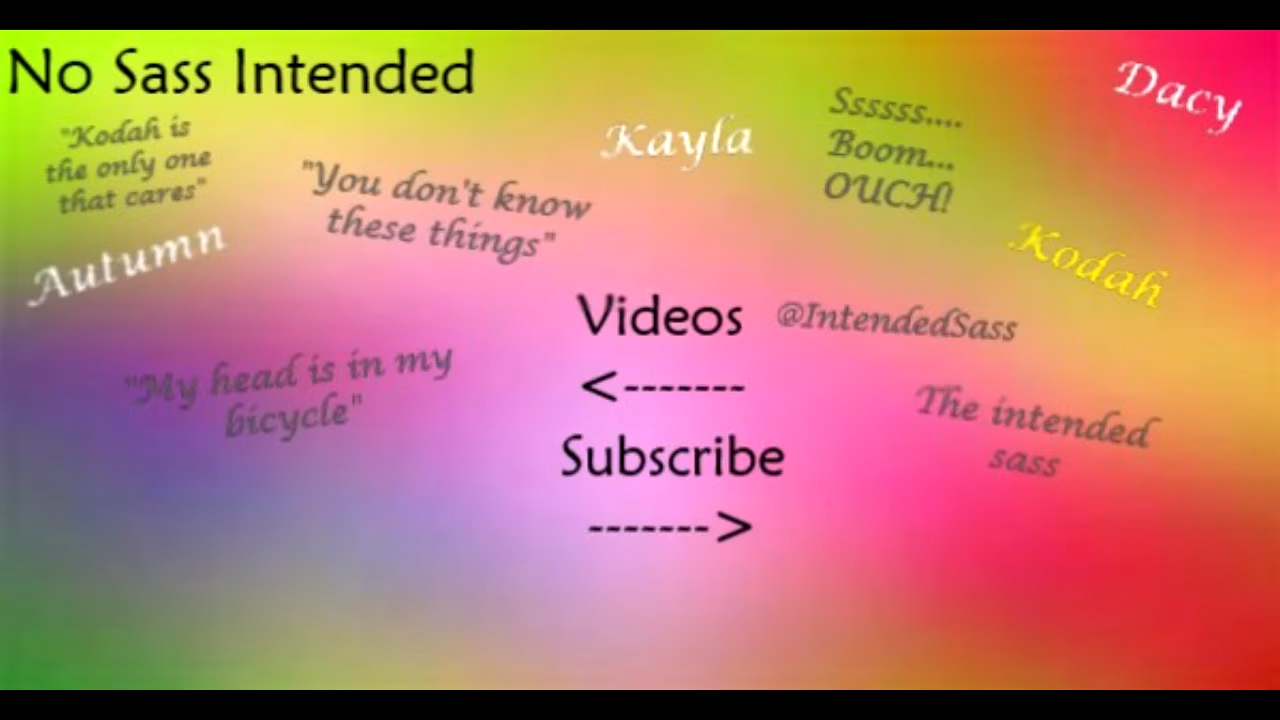 No Sass Intended
Dacy
Kayla
Ssssss....
Boom...
OUCH!
"Kodah is
the only one
that cares"
"You don't know
these things"
Autumn
Kodah
Videos
@IntendedSass
<-------
"My head is in my
bicycle"
The intended
sass
Subscribe
------->